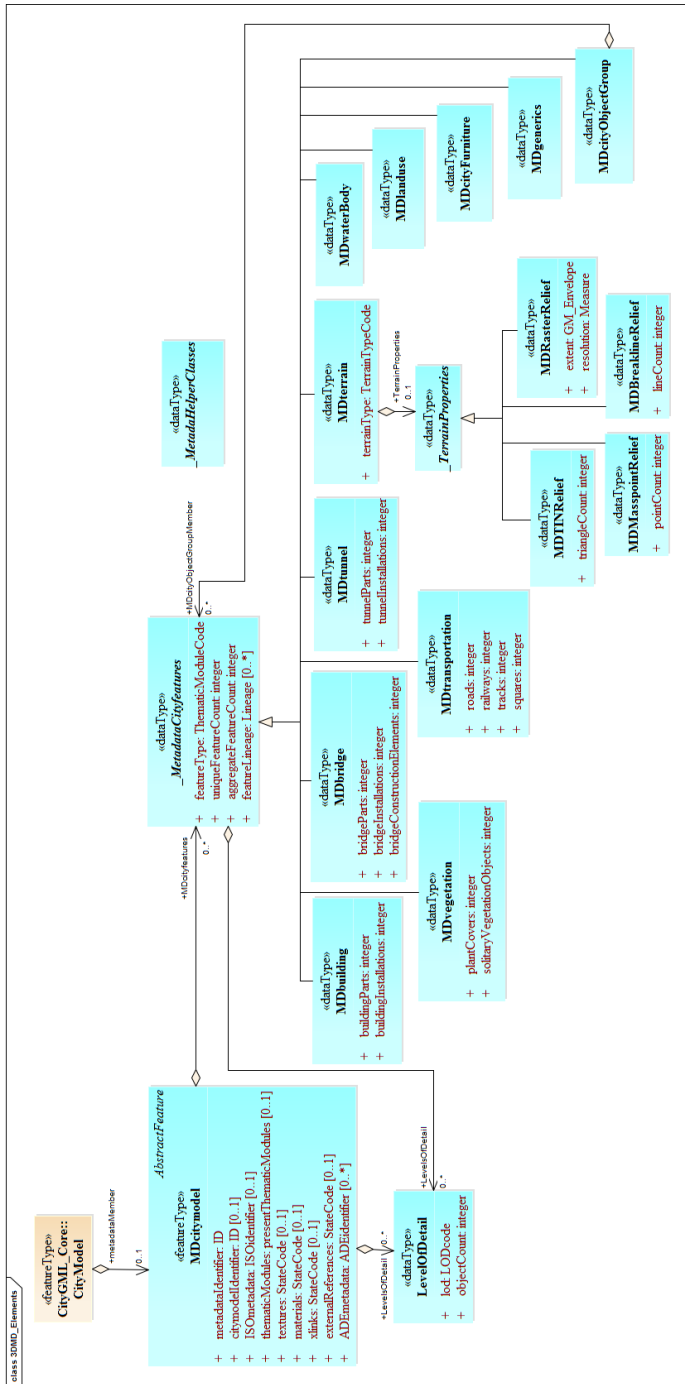 class 3DMD_Elements
«featureType»
CityGML_Core::
CityModel
+metadataMember
0..1
AbstractFeature
«featureType»
MDcitymodel
+ metadataIdentifier: ID
+ citymodelIdentifier: ID [0..1]
+ ISOmetadata: ISOidentifier [0..1]
+ thematicModules: presentThematicModules [0..1]
+ textures: StateCode [0..1]
+ materials: StateCode [0..1]
+ xlinks: StateCode [0..1]
+ externalReferences: StateCode [0..1]
+ ADEmetadata: ADEidentifier [0..*]
+LevelsOfDetail
0..*
+LevelsOfDetail
0..*
«dataType»
LevelOfDetail
+ lod: LODcode
+ objectCount: integer
+MDcityfeatures
0..*
«dataType»
_MetadataCityfeatures
+ featureType: ThematicModuleCode
+ uniqueFeatureCount: integer
+ aggregateFeatureCount: integer
+ featureLineage: Lineage [0..*]
+MDcityObjectGroupMember
0..*
«dataType»
_MetadaHelperClasses
«dataType»
MDbuilding
+ buildingParts: integer
+ buildingInstallations: integer
«dataType»
MDbridge
+ bridgeParts: integer
+ bridgeInstallations: integer
+ bridgeConstructionElements: integer
«dataType»
MDtunnel
+ tunnelParts: integer
+ tunnelInstallations: integer
«dataType»
MDterrain
+ terrainType: TerrainTypeCode
+TerrainProperties
0..1
«dataType»
MDwaterBody
«dataType»
MDlanduse
«dataType»
MDcityFurniture
«dataType»
MDgenerics
«dataType»
MDcityObjectGroup
«dataType»
MDvegetation
+ plantCovers: integer
+ solitaryVegetationObjects: integer
«dataType»
MDtransportation
+ roads: integer
+ railways: integer
+ tracks: integer
+ squares: integer
«dataType»
_TerrainProperties
«dataType»
MDTINRelief
+ triangleCount: integer
«dataType»
MDRasterRelief
+ extent: GM_Envelope
+ resolution: Measure
«dataType»
MDMasspointRelief
+ pointCount: integer
«dataType»
MDBreaklineRelief
+ lineCount: integer